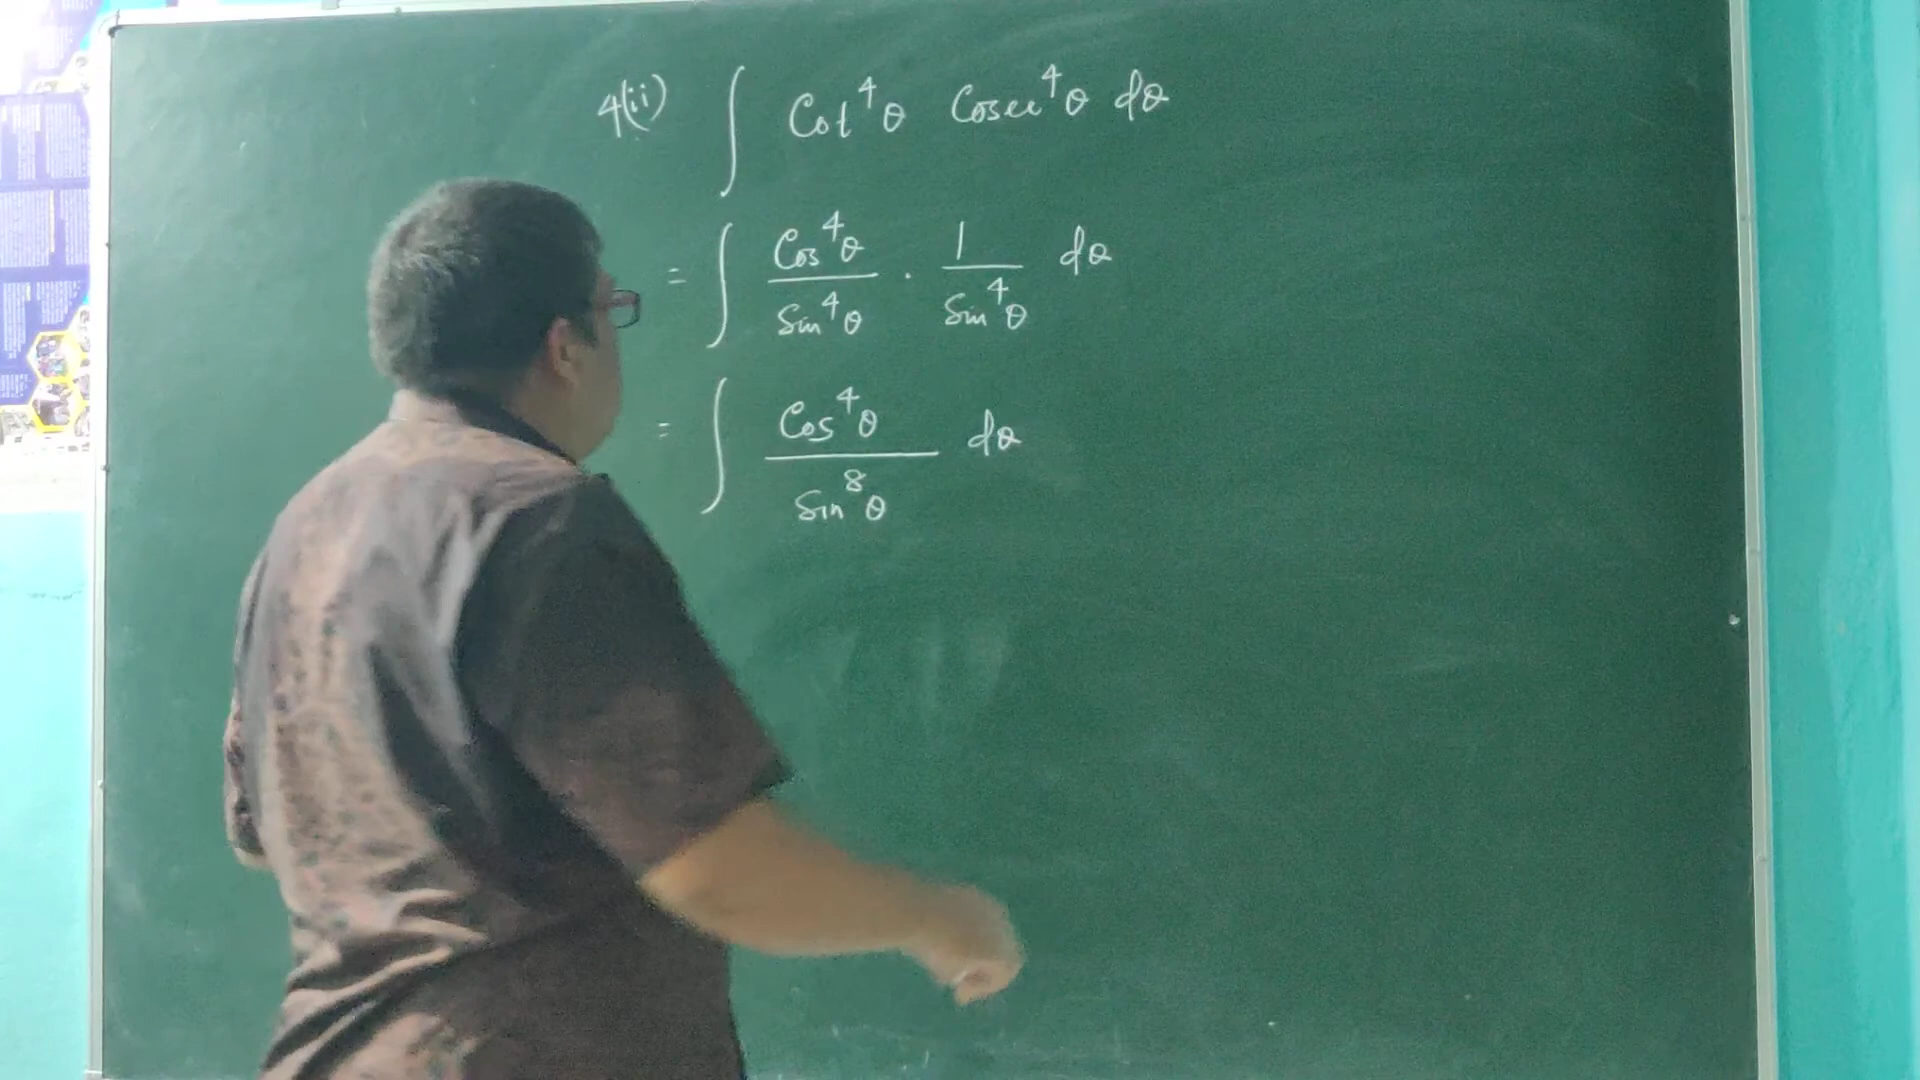 4(ii) ∫ Cot⁴θ Cosec⁴θ dθ
= ∫ Cos⁴θ/Sin⁴θ · 1/Sin⁴θ dθ
= ∫ Cos⁴θ/Sin⁸θ dθ